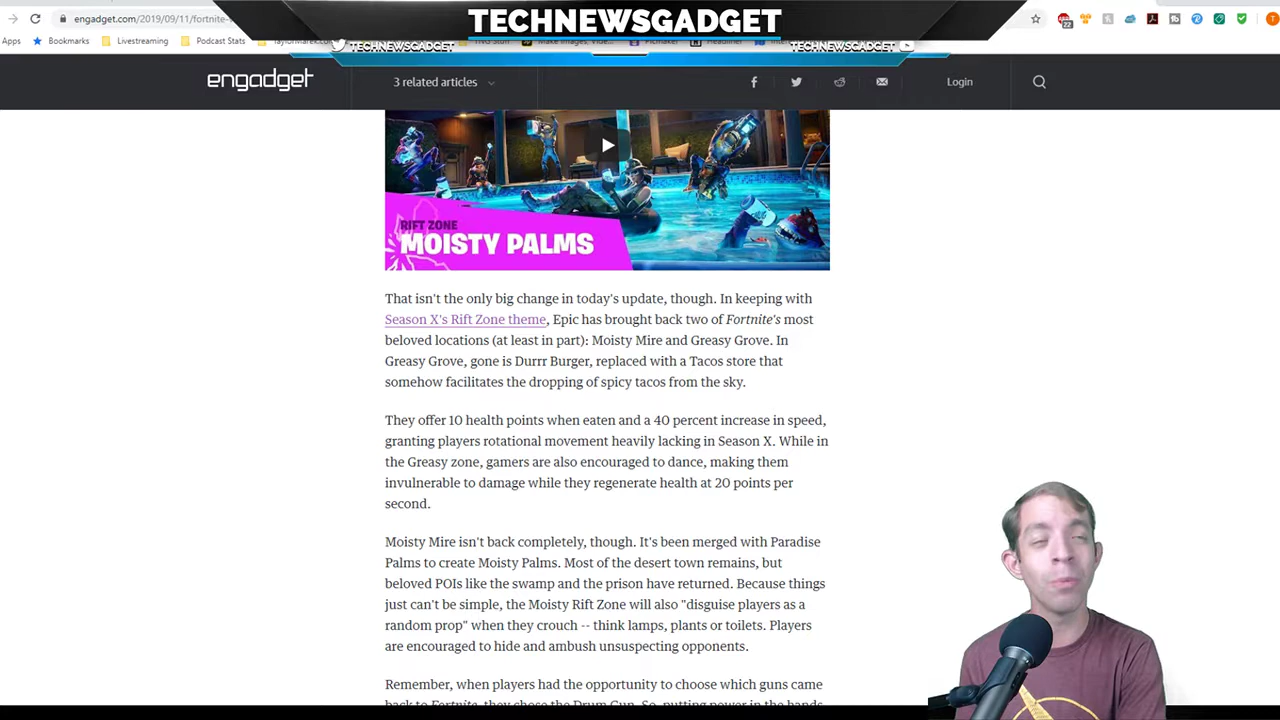 TECHNEWSGADGET
engadget.com/2019/09/11/fortnite-
22
Apps Bookmarks Livestreaming Podcast Stats
TECHNEWSGADGET TECHNEWSGADGET
engadget
3 related articles
Login
RIFT ZONE
MOISTY PALMS
That isn't the only big change in today's update, though. In keeping with
Season X's Rift Zone theme, Epic has brought back two of Fortnite's most
beloved locations (at least in part): Moisty Mire and Greasy Grove. In
Greasy Grove, gone is Durrr Burger, replaced with a Tacos store that
somehow facilitates the dropping of spicy tacos from the sky.
They offer 10 health points when eaten and a 40 percent increase in speed,
granting players rotational movement heavily lacking in Season X. While in
the Greasy zone, gamers are also encouraged to dance, making them
invulnerable to damage while they regenerate health at 20 points per
second.
Moisty Mire isn't back completely, though. It's been merged with Paradise
Palms to create Moisty Palms. Most of the desert town remains, but
beloved POIs like the swamp and the prison have returned. Because things
just can't be simple, the Moisty Rift Zone will also "disguise players as a
random prop" when they crouch -- think lamps, plants or toilets. Players
are encouraged to hide and ambush unsuspecting opponents.
Remember, when players had the opportunity to choose which guns came
back to Fortnite, they chose the Drum Gun. So, putting power in the hands